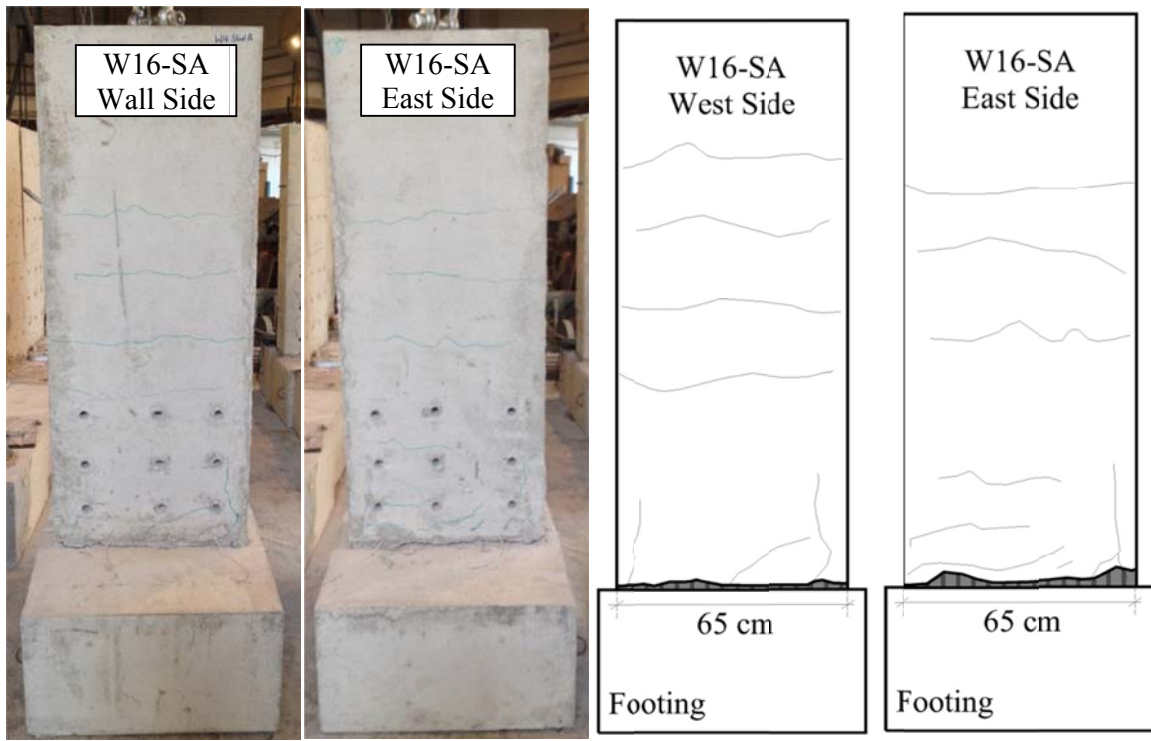 W16-SA
Wall Side
W16-SA
East Side
W16-SA
West Side
W16-SA
East Side
65 cm
65 cm
Footing
Footing